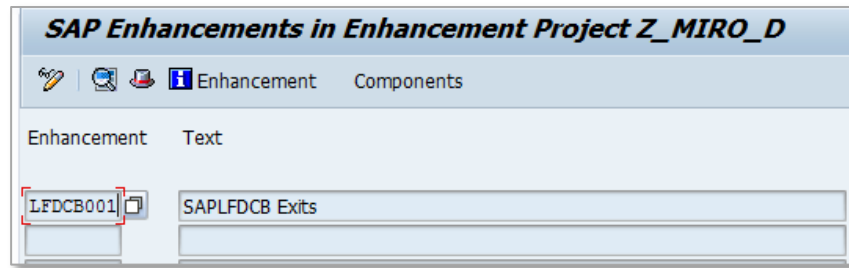 SAP Enhancements in Enhancement Project Z_MIRO_D
Enhancement Components
Enhancement Text
LFDCB001 SAPLFDCB Exits